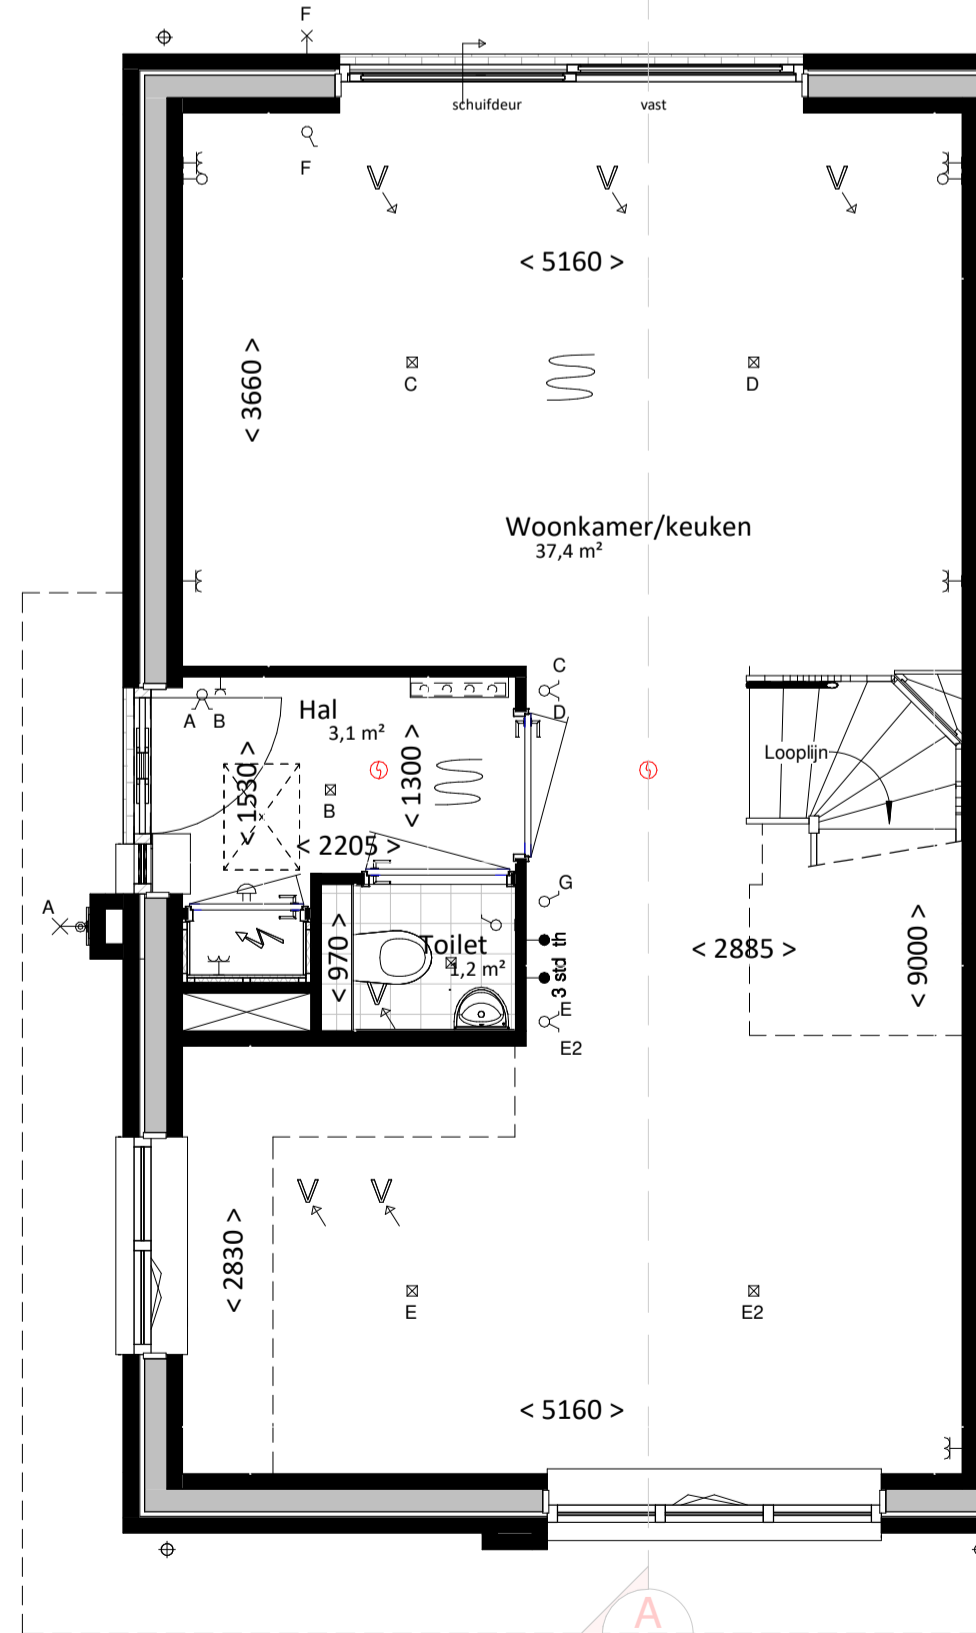 F
schuifdeur
vast
F
V
V
V
< 5160 >
< 3660 >
C
D
Woonkamer/keuken
37,4 m²
C
D
A
B
Hal
3,1 m²
Looplijn
< 1530 >
< 1300 >
B
< 2205 >
G
A
Toilet
1,2 m²
< 970 >
V
th
3 std
< 2885 >
< 9000 >
E
E2
V
V
< 2830 >
E
E2
< 5160 >
A